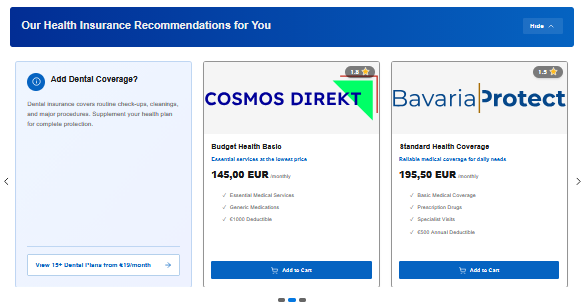 Our Health Insurance Recommendations for You
Hide
Add Dental Coverage?
Dental insurance covers routine check-ups, cleanings,
and major procedures. Supplement your health plan
for complete protection.
View 15+ Dental Plans from €19/month
1.8
COSMOS DIREKT
Budget Health Basic
Essential services at the lowest price
145,00 EUR /monthly
✓ Essential Medical Services
✓ Generic Medications
✓ €1000 Deductible
Add to Cart
1.5
BavariaProtect
Standard Health Coverage
Reliable medical coverage for daily needs
195,50 EUR /monthly
✓ Basic Medical Coverage
✓ Prescription Drugs
✓ Specialist Visits
✓ €500 Annual Deductible
Add to Cart